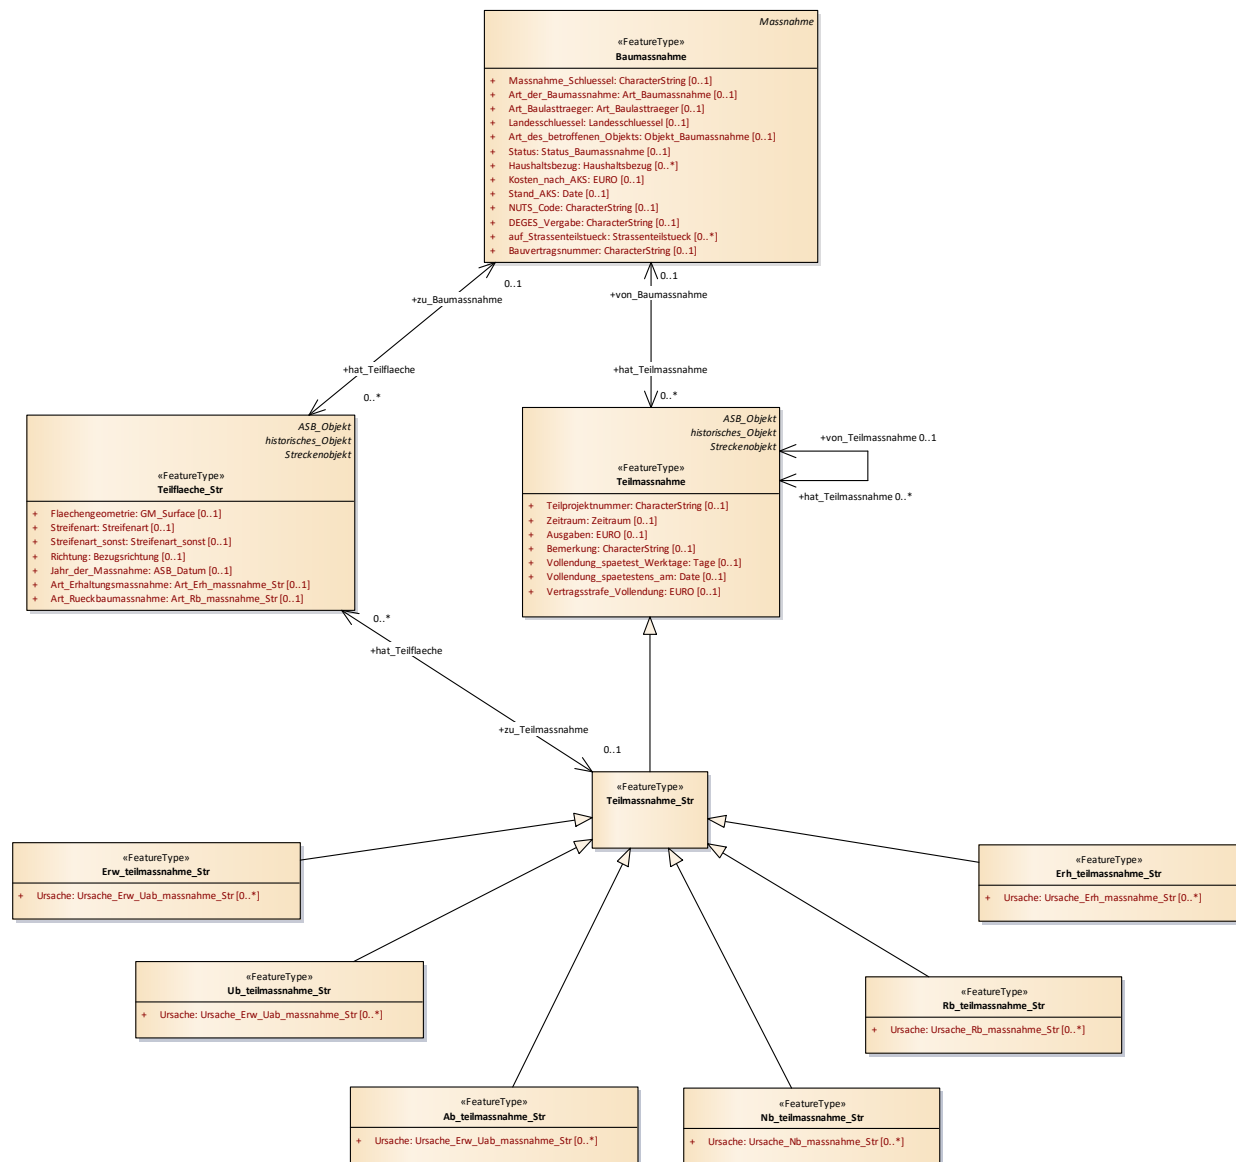 Massnahme
«FeatureType»
Baumassnahme
+ Massnahme_Schluessel: CharacterString [0..1]
+ Art_der_Baumassnahme: Art_Baumassnahme [0..1]
+ Art_Baulasttraeger: Art_Baulasttraeger [0..1]
+ Landesschluessel: Landesschluessel [0..1]
+ Art_des_betroffenen_Objekts: Objekt_Baumassnahme [0..1]
+ Status: Status_Baumassnahme [0..1]
+ Haushaltsbezug: Haushaltsbezug [0..*]
+ Kosten_nach_AKS: EURO [0..1]
+ Stand_AKS: Date [0..1]
+ NUTS_Code: CharacterString [0..1]
+ DEGES_Vergabe: CharacterString [0..1]
+ auf_Strassenteilstueck: Strassenteilstueck [0..*]
+ Bauvertragsnummer: CharacterString [0..1]
0..1
+zu_Baumassnahme
0..1
+von_Baumassnahme
+hat_Teilflaeche
0..*
+hat_Teilmassnahme
0..*
ASB_Objekt
historisches_Objekt
Streckenobjekt
«FeatureType»
Teilflaeche_Str
+ Flaechengeometrie: GM_Surface [0..1]
+ Streifenart: Streifenart [0..1]
+ Streifenart_sonst: Streifenart_sonst [0..1]
+ Richtung: Bezugsrichtung [0..1]
+ Jahr_der_Massnahme: ASB_Datum [0..1]
+ Art_Erhaltungsmassnahme: Art_Erh_massnahme_Str [0..1]
+ Art_Rueckbaumassnahme: Art_Rb_massnahme_Str [0..1]
ASB_Objekt
historisches_Objekt
Streckenobjekt
«FeatureType»
Teilmassnahme
+ Teilprojektnummer: CharacterString [0..1]
+ Zeitraum: Zeitraum [0..1]
+ Ausgaben: EURO [0..1]
+ Bemerkung: CharacterString [0..1]
+ Vollendung_spaetest_Werktage: Tage [0..1]
+ Vollendung_spaetestens_am: Date [0..1]
+ Vertragsstrafe_Vollendung: EURO [0..1]
+von_Teilmassnahme 0..1
+hat_Teilmassnahme 0..*
0..*
+hat_Teilflaeche
+zu_Teilmassnahme
0..1
«FeatureType»
Teilmassnahme_Str
«FeatureType»
Erw_teilmassnahme_Str
+ Ursache: Ursache_Erw_Uab_massnahme_Str [0..*]
«FeatureType»
Erh_teilmassnahme_Str
+ Ursache: Ursache_Erh_massnahme_Str [0..*]
«FeatureType»
Ub_teilmassnahme_Str
+ Ursache: Ursache_Erw_Uab_massnahme_Str [0..*]
«FeatureType»
Rb_teilmassnahme_Str
+ Ursache: Ursache_Rb_massnahme_Str [0..*]
«FeatureType»
Ab_teilmassnahme_Str
+ Ursache: Ursache_Erw_Uab_massnahme_Str [0..*]
«FeatureType»
Nb_teilmassnahme_Str
+ Ursache: Ursache_Nb_massnahme_Str [0..*]